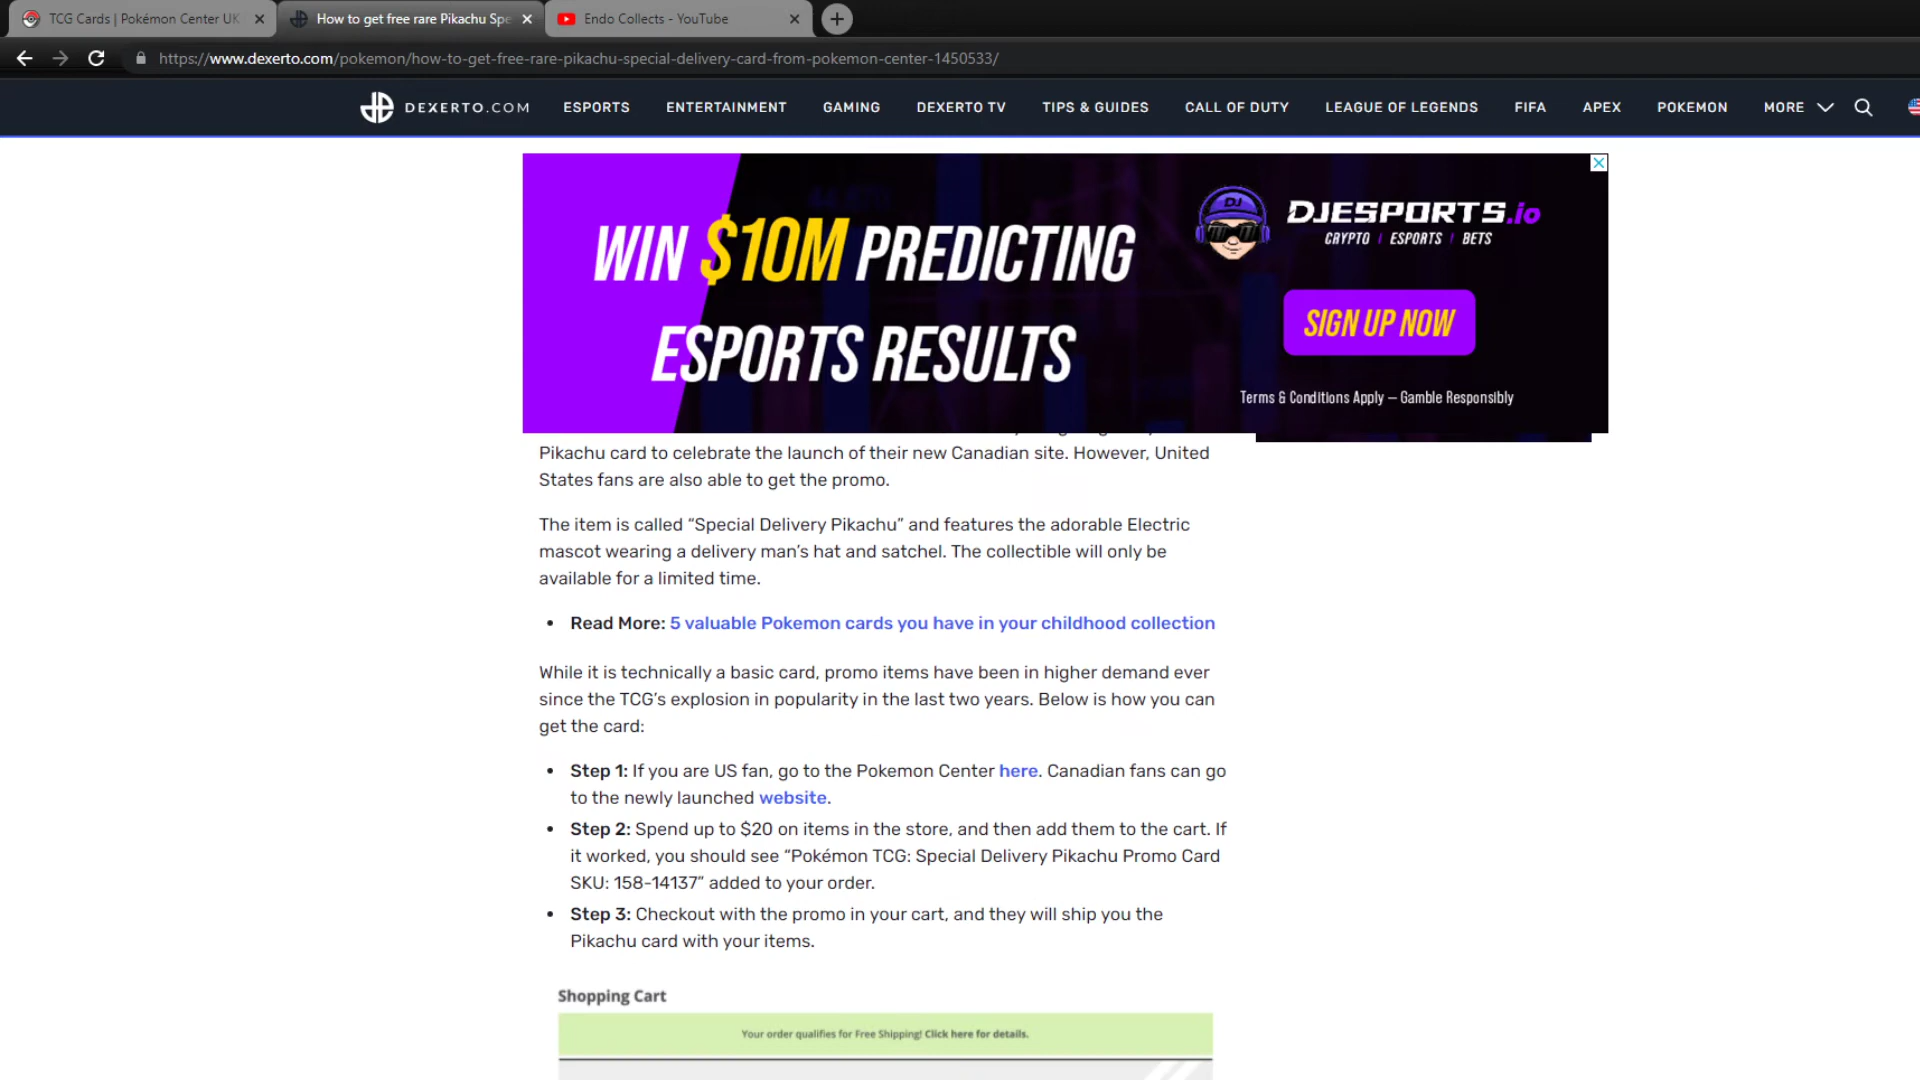 TCG Cards | Pokémon Center UK
How to get free rare Pikachu Spe
Endo Collects - YouTube
https://www.dexerto.com/pokemon/how-to-get-free-rare-pikachu-special-delivery-card-from-pokemon-center-1450533/
DEXERTO.COM
ESPORTS
ENTERTAINMENT
GAMING
DEXERTO TV
TIPS & GUIDES
CALL OF DUTY
LEAGUE OF LEGENDS
FIFA
APEX
POKEMON
MORE
WIN $10M PREDICTING
ESPORTS RESULTS
DJ
DJESPORTS.io
CRYPTO / ESPORTS / BETS
SIGN UP NOW
Terms & Conditions Apply – Gamble Responsibly
Pikachu card to celebrate the launch of their new Canadian site. However, United
States fans are also able to get the promo.
The item is called “Special Delivery Pikachu” and features the adorable Electric
mascot wearing a delivery man’s hat and satchel. The collectible will only be
available for a limited time.
• Read More: 5 valuable Pokemon cards you have in your childhood collection
While it is technically a basic card, promo items have been in higher demand ever
since the TCG’s explosion in popularity in the last two years. Below is how you can
get the card:
• Step 1: If you are US fan, go to the Pokemon Center here. Canadian fans can go
to the newly launched website.
• Step 2: Spend up to $20 on items in the store, and then add them to the cart. If
it worked, you should see “Pokémon TCG: Special Delivery Pikachu Promo Card
SKU: 158-14137” added to your order.
• Step 3: Checkout with the promo in your cart, and they will ship you the
Pikachu card with your items.
Shopping Cart
Your order qualifies for Free Shipping! Click here for details.